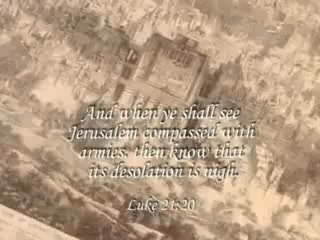 And when ye shall see
Jerusalem compassed with
armies, then know that
its desolation is nigh.
Luke 21:20